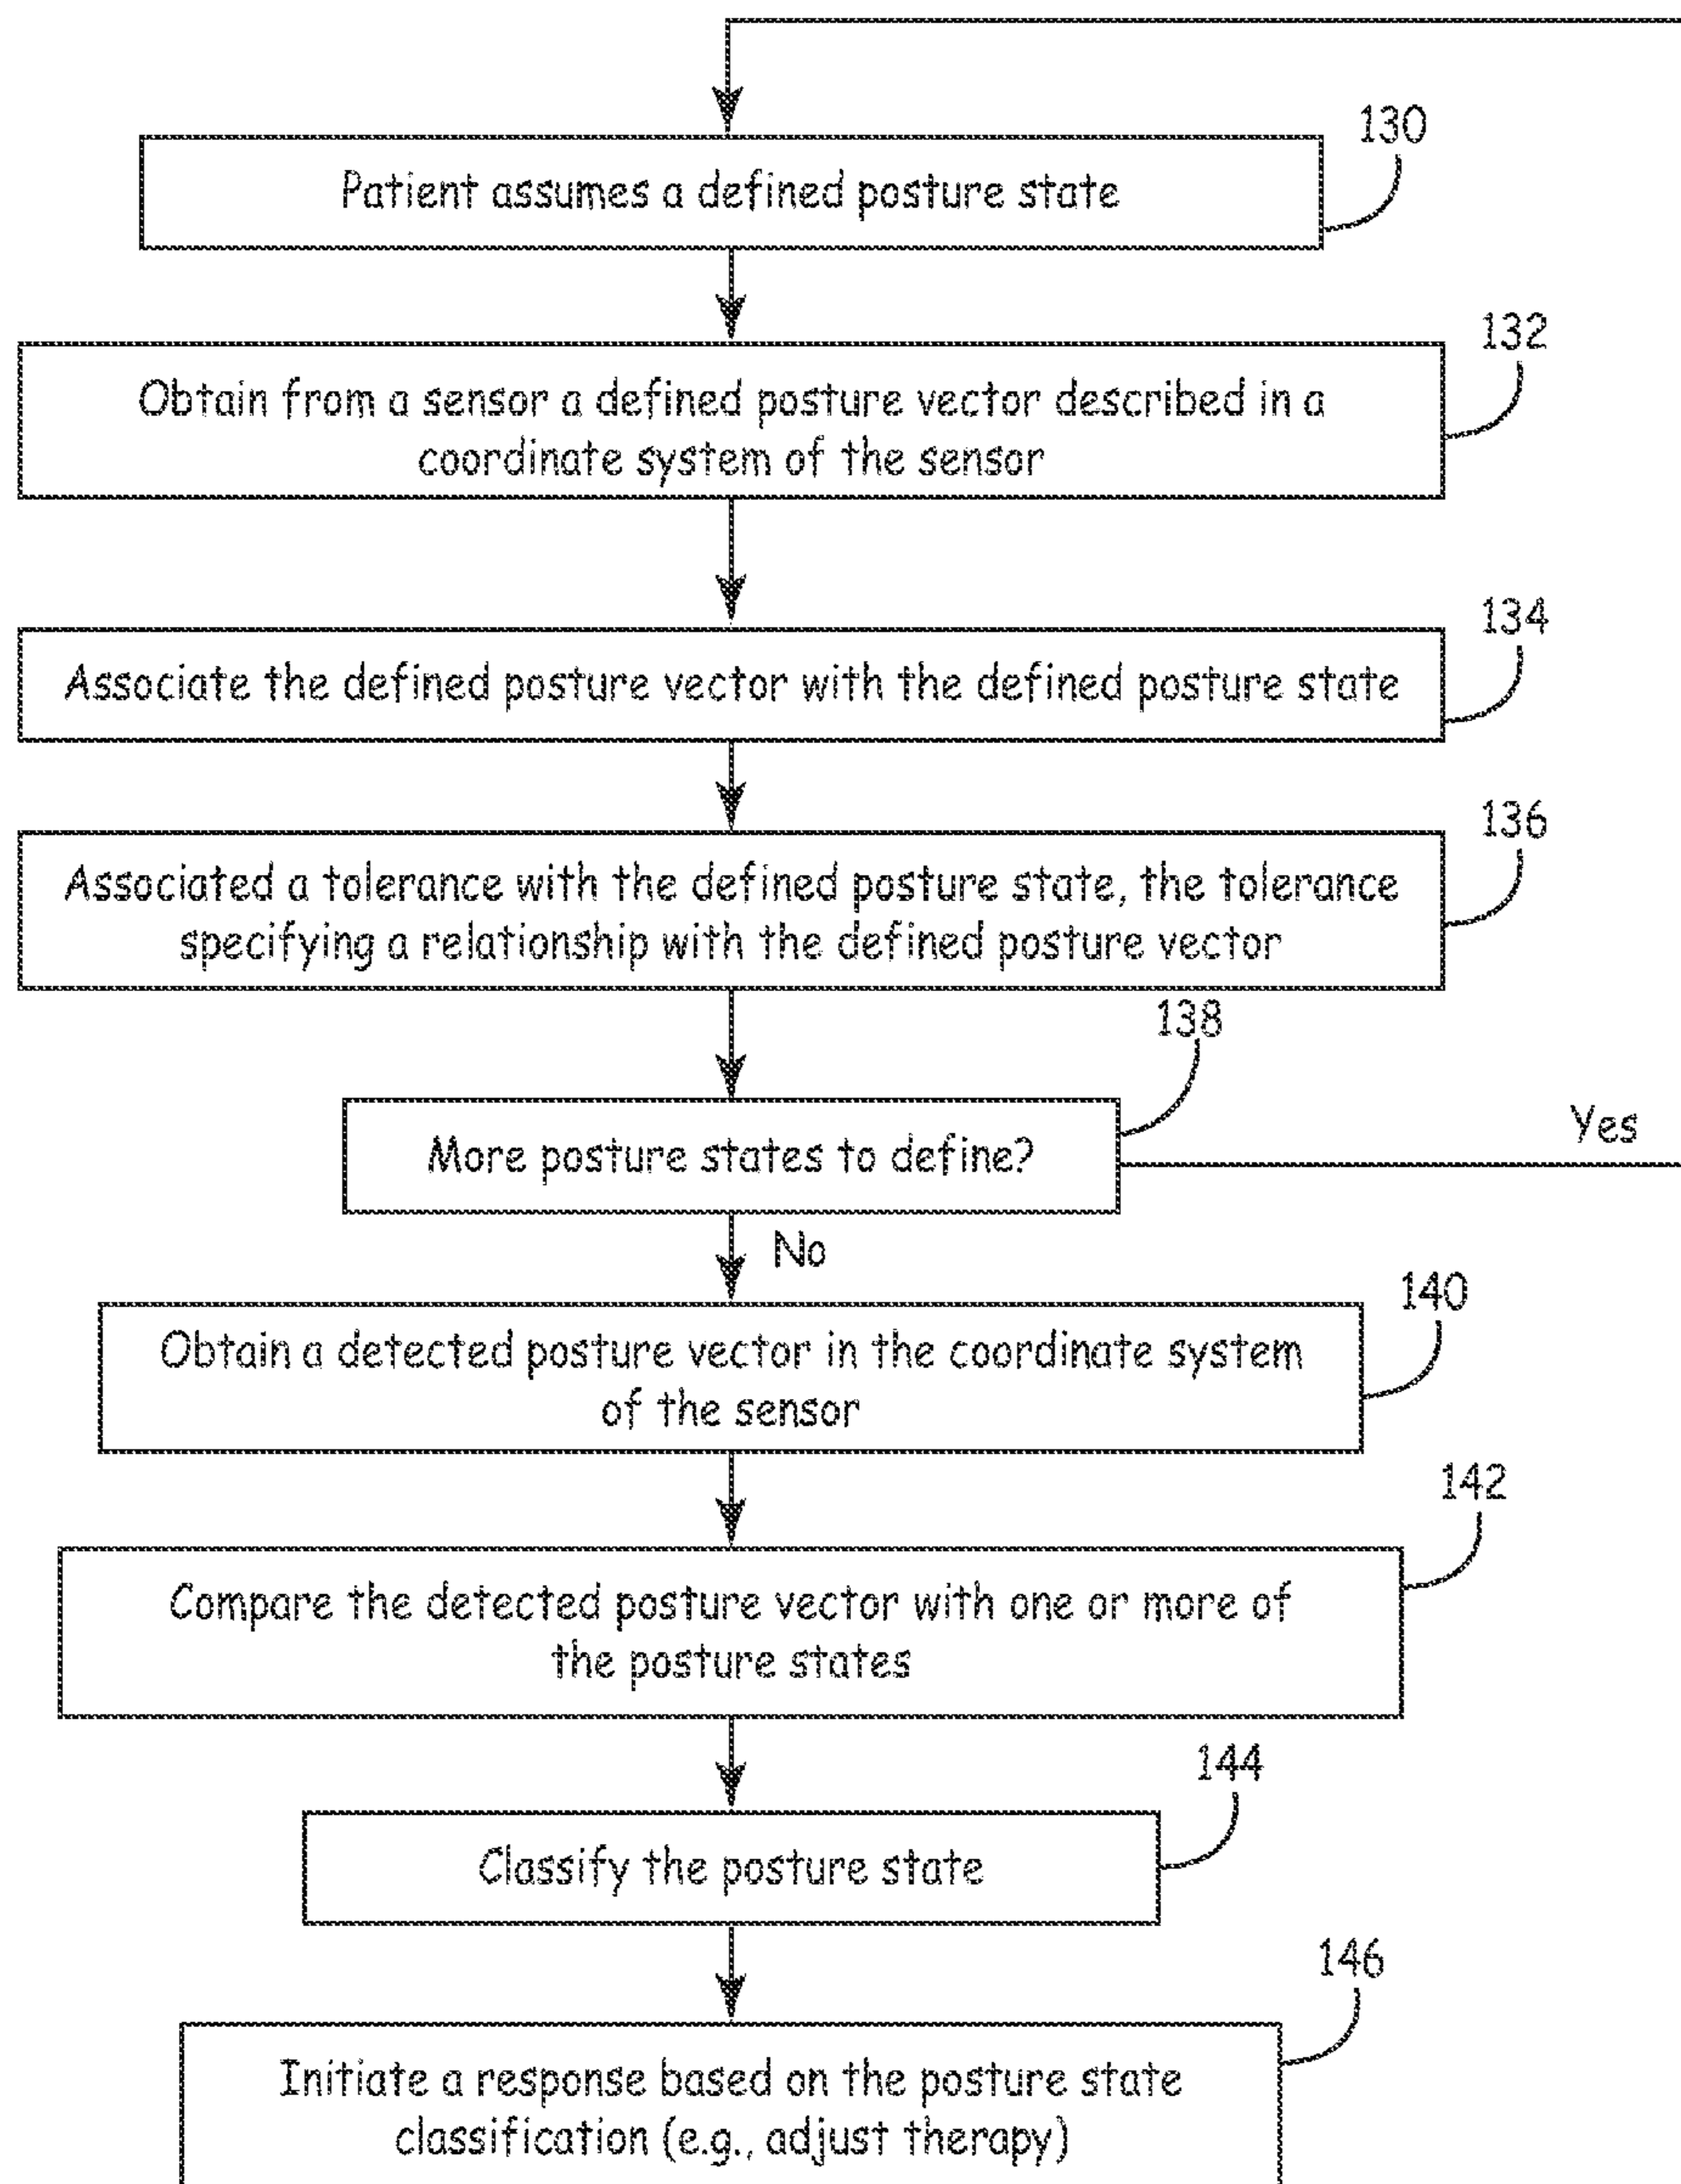 130
Patient assumes a defined posture state
132
Obtain from a sensor a defined posture vector described in a
coordinate system of the sensor
134
Associate the defined posture vector with the defined posture state
136
Associated a tolerance with the defined posture state, the tolerance
specifying a relationship with the defined posture vector
138
More posture states to define?
Yes
No
140
Obtain a detected posture vector in the coordinate system
of the sensor
142
Compare the detected posture vector with one or more of
the posture states
144
Classify the posture state
146
Initiate a response based on the posture state
classification (e.g., adjust therapy)